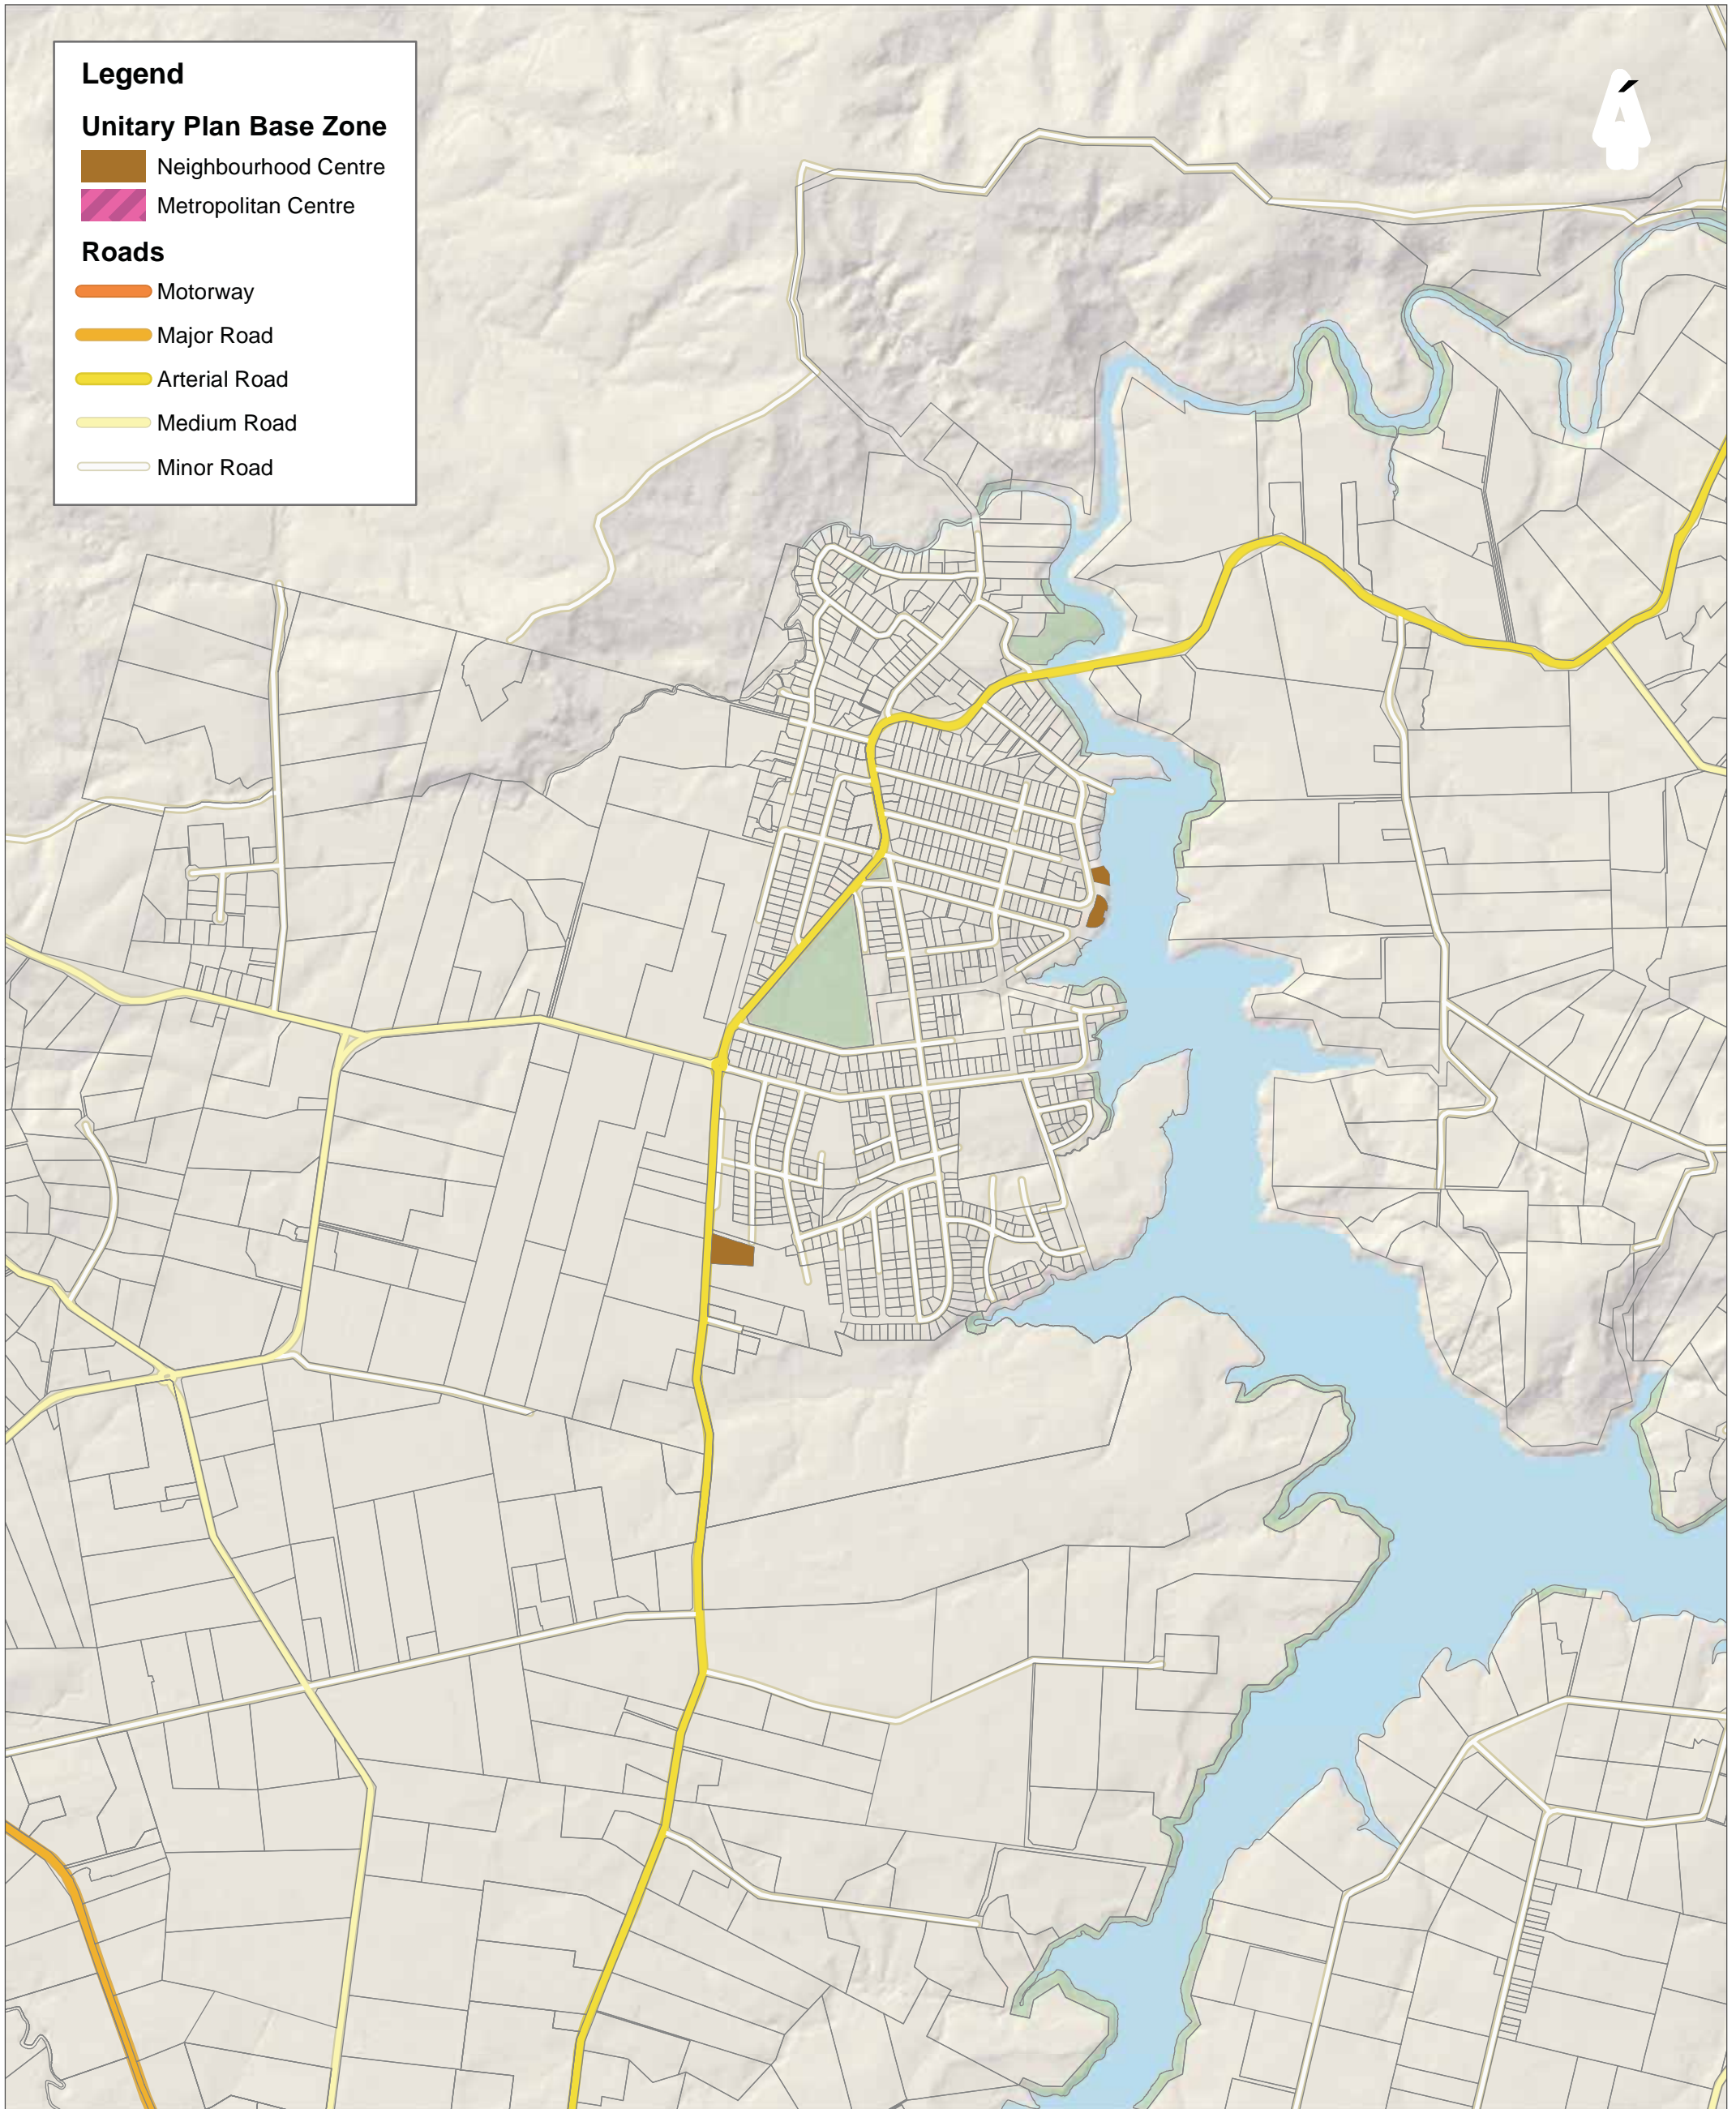 Legend
Unitary Plan Base Zone
Neighbourhood Centre
Metropolitan Centre
Roads
Motorway
Major Road
Arterial Road
Medium Road
Minor Road